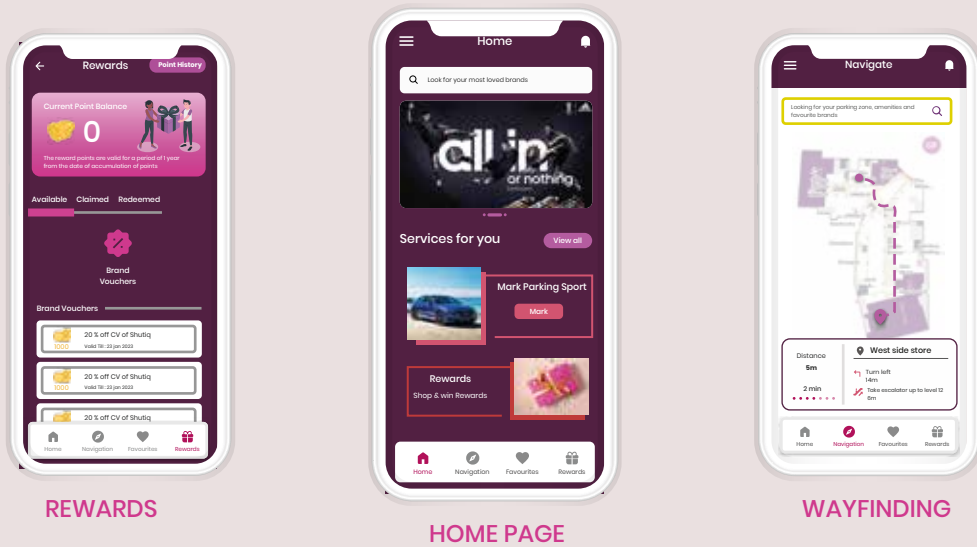 Rewards
Point History
Current Point Balance
0
The reward points are valid for a period of 1 year
from the date of accumulation of points
Available Claimed Redeemed
Brand
Vouchers
Brand Vouchers
20 % off CV of Shutiq
1000 Valid Till : 23 jan 2023
20 % off CV of Shutiq
1000 Valid Till : 23 jan 2023
20 % off CV of Shutiq
Home Navigation Favourites Rewards
REWARDS
Home
Look for your most loved brands
all in
or nothing
Services for you
View all
Mark Parking Sport
Mark
Rewards
Shop & win Rewards
Home Navigation Favourites Rewards
HOME PAGE
Navigate
Looking for your parking zone, amenities and
favourite brands
Distance
5m
2 min
West side store
Turn left
14m
Take escalator up to level 12
6m
Home Navigation Favourites Rewards
WAYFINDING